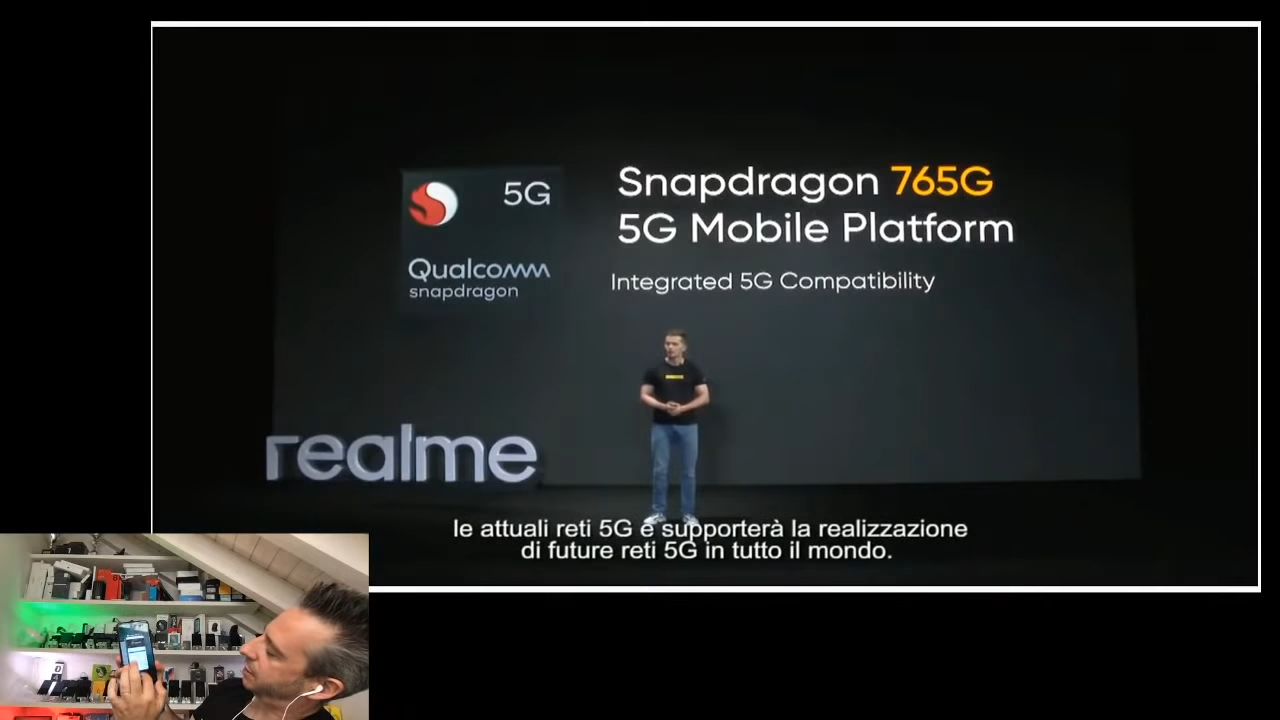 5G
Qualcomm
snapdragon
Snapdragon 765G
5G Mobile Platform
Integrated 5G Compatibility
realme
le attuali reti 5G e supporterà la realizzazione
di future reti 5G in tutto il mondo.